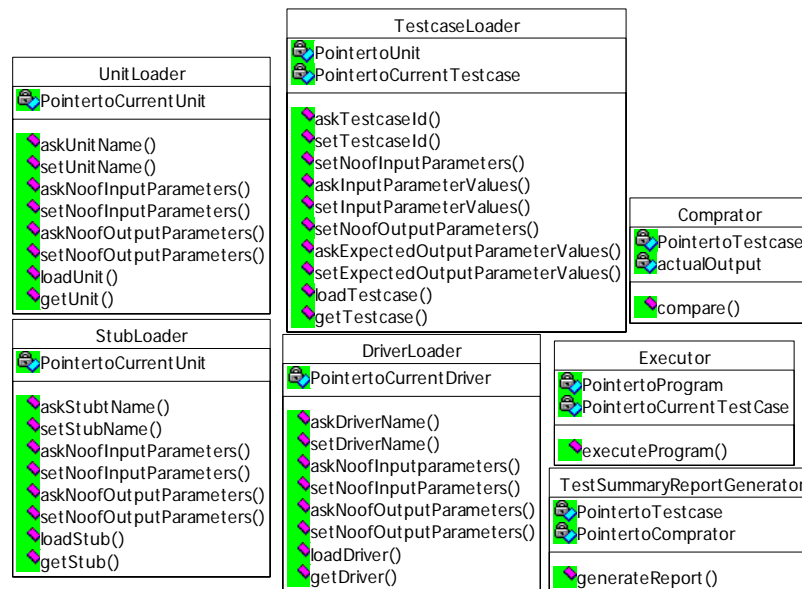 UnitLoader
PointertoCurrentUnit
askUnitName()
setUnitName()
askNoofInputParameters()
setNoofInputParameters()
askNoofOutputParameters()
setNoofOutputParameters()
loadUnit()
getUnit()
TestcaseLoader
PointertoUnit
PointertoCurrentTestcase
askTestcaseId()
setTestcaseId()
setNoofInputParameters()
askInputParameterValues()
setInputParameterValues()
setNoofOutputParameters()
askExpectedOutputParameterValues()
setExpectedOutputParameterValues()
loadTestcase()
getTestcase()
Comprator
PointertoTestcase
actualOutput
compare()
StubLoader
PointertoCurrentUnit
askStubtName()
setStubName()
askNoofInputParameters()
setNoofInputParameters()
askNoofOutputParameters()
setNoofOutputParameters()
loadStub()
getStub()
DriverLoader
PointertoCurrentDriver
askDriverName()
setDriverName()
askNoofInputparameters()
setNoofInputParameters()
askNoofOutputParameters()
setNoofOutputParameters()
loadDriver()
getDriver()
Executor
PointertoProgram
PointertoCurrentTestCase
executeProgram()
TestSummaryReportGenerator
PointertoTestcase
PointertoComprator
generateReport()